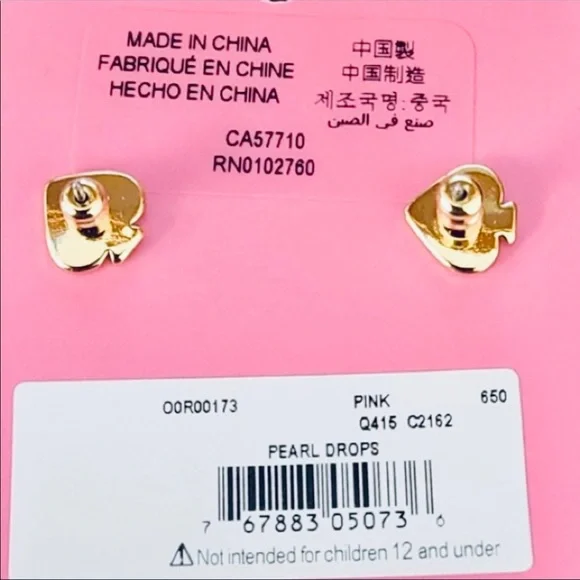 MADE IN CHINA
FABRIQUÉ EN CHINE
HECHO EN CHINA
中国製
中国制造
제조국명:중국
صنع في الصين
CA57710
RN0102760
O0R00173 PINK 650
Q415 C2162
PEARL DROPS
7 67883 05073 6
Not intended for children 12 and under